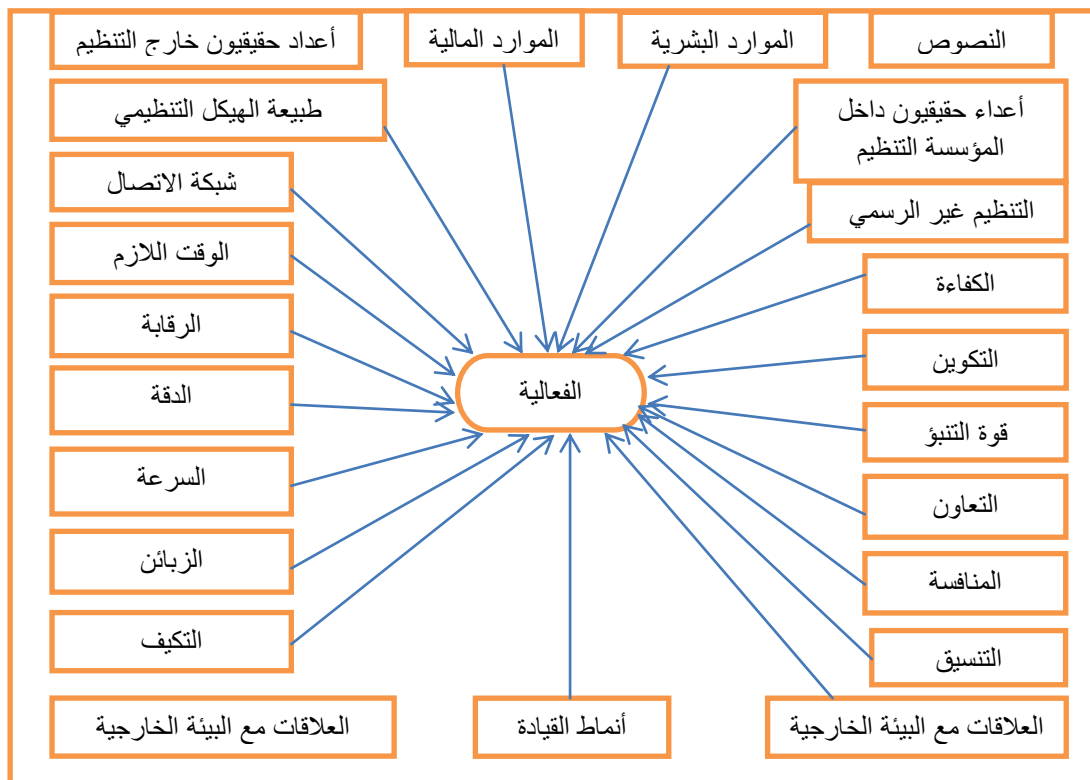 النصوص
الموارد البشرية
الموارد المالية
أعداد حقيقيون خارج التنظيم
أعداء حقيقيون داخل
المؤسسة التنظيم
طبيعة الهيكل التنظيمي
التنظيم غير الرسمي
شبكة الاتصال
الكفاءة
الوقت اللازم
التكوين
الرقابة
الفعالية
قوة التنبؤ
الدقة
التعاون
السرعة
المنافسة
الزبائن
التنسيق
التكيف
العلاقات مع البيئة الخارجية
أنماط القيادة
العلاقات مع البيئة الخارجية